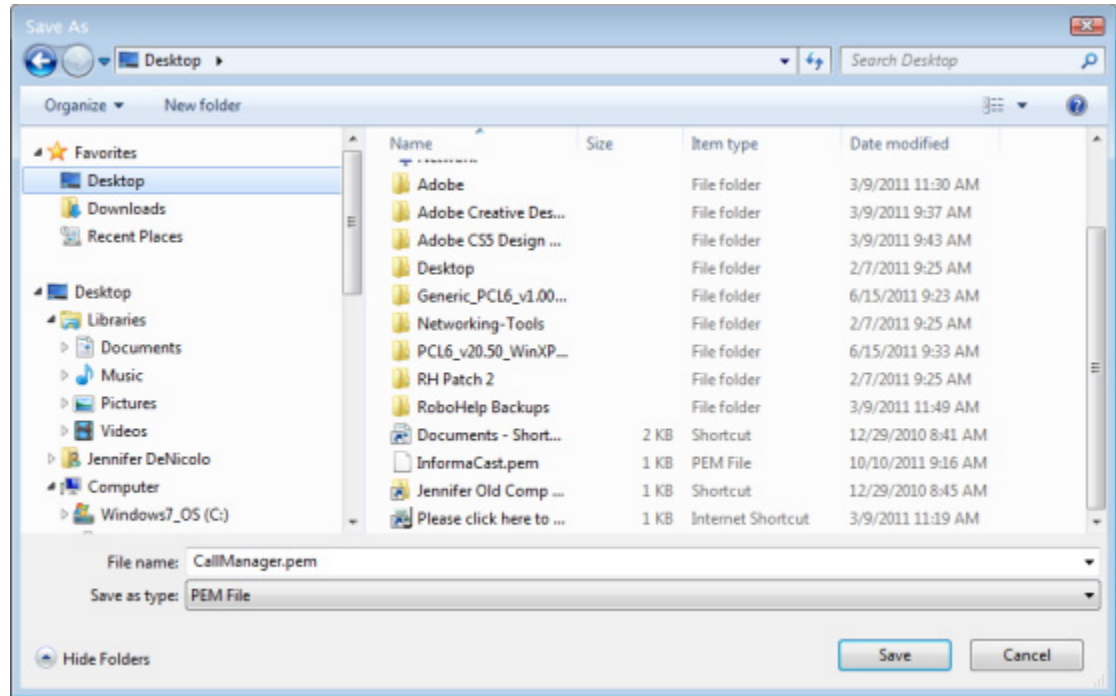 Save As
Desktop
Search Desktop
Organize
New folder
Name Size Item type Date modified
Favorites
Desktop
Downloads
Recent Places
Desktop
Libraries
Documents
Music
Pictures
Videos
Jennifer DeNicolo
Computer
Windows7_OS (C:)
Network
Adobe File folder 3/9/2011 11:30 AM
Adobe Creative Des... File folder 3/9/2011 9:37 AM
Adobe CS5 Design ... File folder 3/9/2011 9:43 AM
Desktop File folder 2/7/2011 9:25 AM
Generic_PCL6_v1.00... File folder 6/15/2011 9:23 AM
Networking-Tools File folder 2/7/2011 9:25 AM
PCL6_v20.50_WinXP... File folder 6/15/2011 9:33 AM
RH Patch 2 File folder 2/7/2011 9:25 AM
RoboHelp Backups File folder 3/9/2011 11:49 AM
Documents - Short... 2 KB Shortcut 12/29/2010 8:41 AM
InformaCast.pem 1 KB PEM File 10/10/2011 9:16 AM
Jennifer Old Comp ... 1 KB Shortcut 12/29/2010 8:45 AM
Please click here to ... 1 KB Internet Shortcut 3/9/2011 11:19 AM
File name: CallManager.pem
Save as type: PEM File
Hide Folders
Save
Cancel